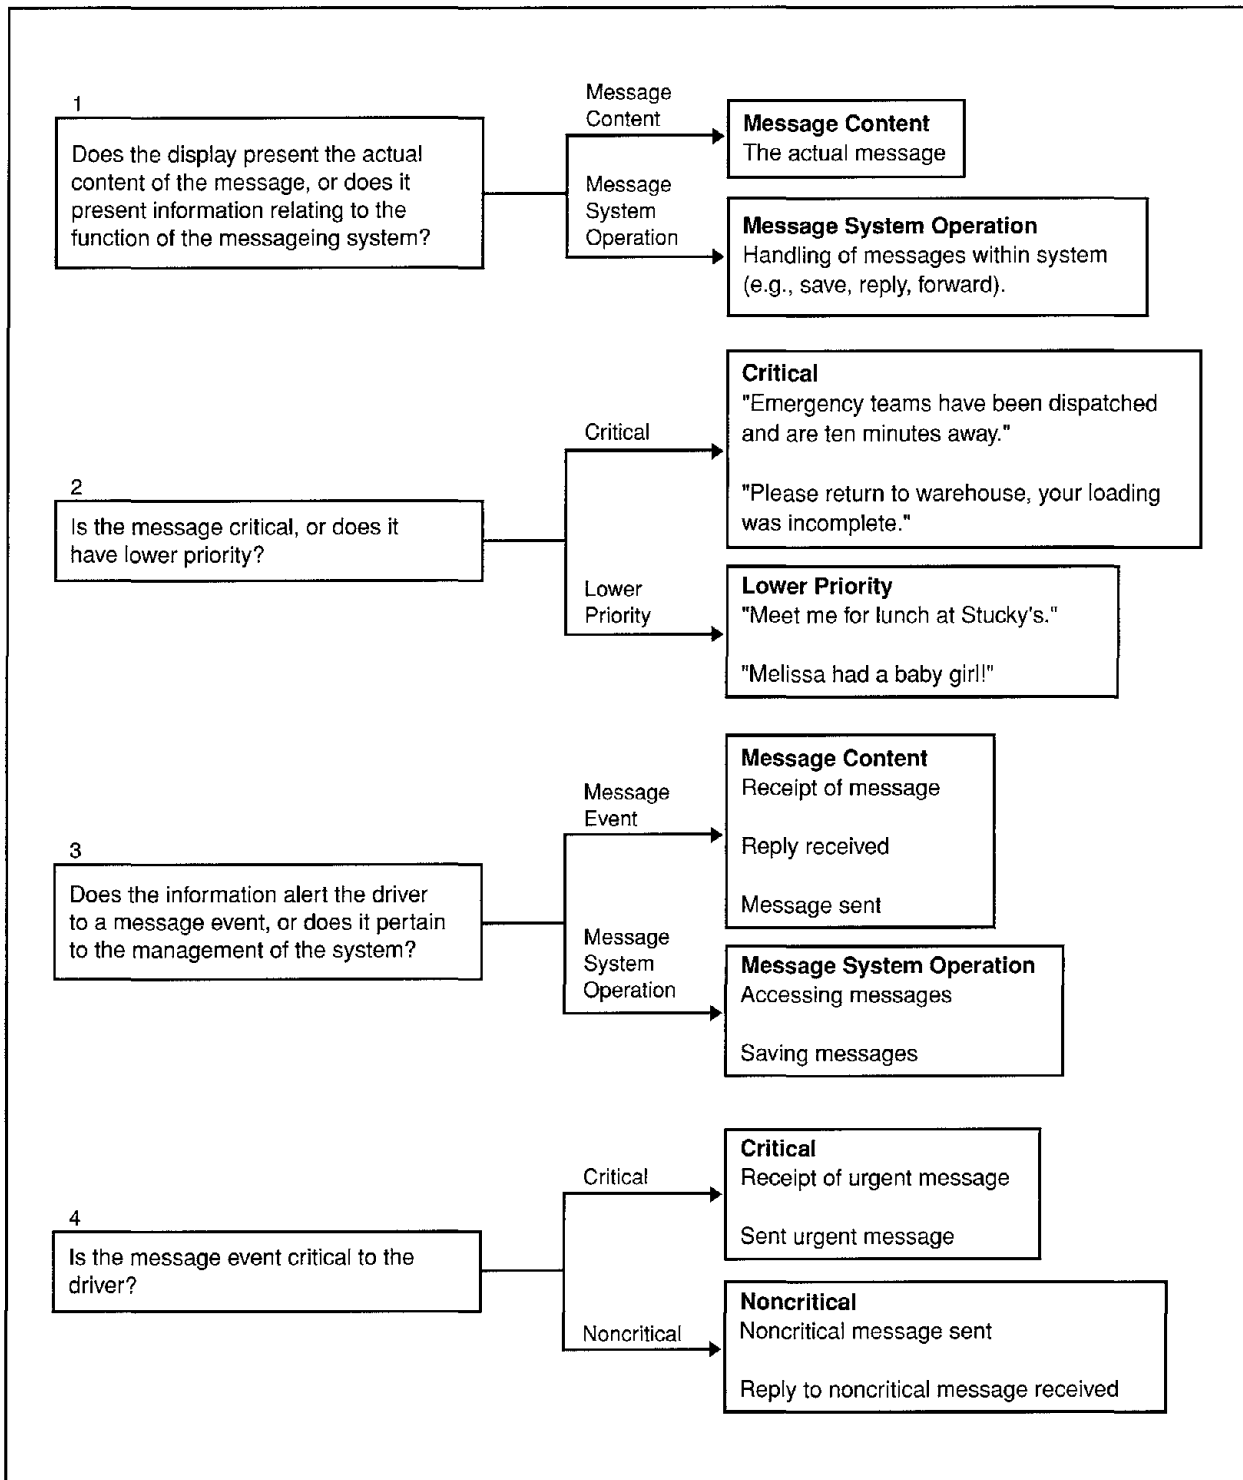 1
Does the display present the actual
content of the message, or does it
present information relating to the
function of the messageing system?
Message
Content
Message Content
The actual message
Message
System
Operation
Message System Operation
Handling of messages within system
(e.g., save, reply, forward).
2
Is the message critical, or does it
have lower priority?
Critical
Critical
"Emergency teams have been dispatched
and are ten minutes away."
"Please return to warehouse, your loading
was incomplete."
Lower
Priority
Lower Priority
"Meet me for lunch at Stucky's."
"Melissa had a baby girl!"
3
Does the information alert the driver
to a message event, or does it pertain
to the management of the system?
Message
Event
Message Content
Receipt of message
Reply received
Message sent
Message
System
Operation
Message System Operation
Accessing messages
Saving messages
4
Is the message event critical to the
driver?
Critical
Critical
Receipt of urgent message
Sent urgent message
Noncritical
Noncritical
Noncritical message sent
Reply to noncritical message received